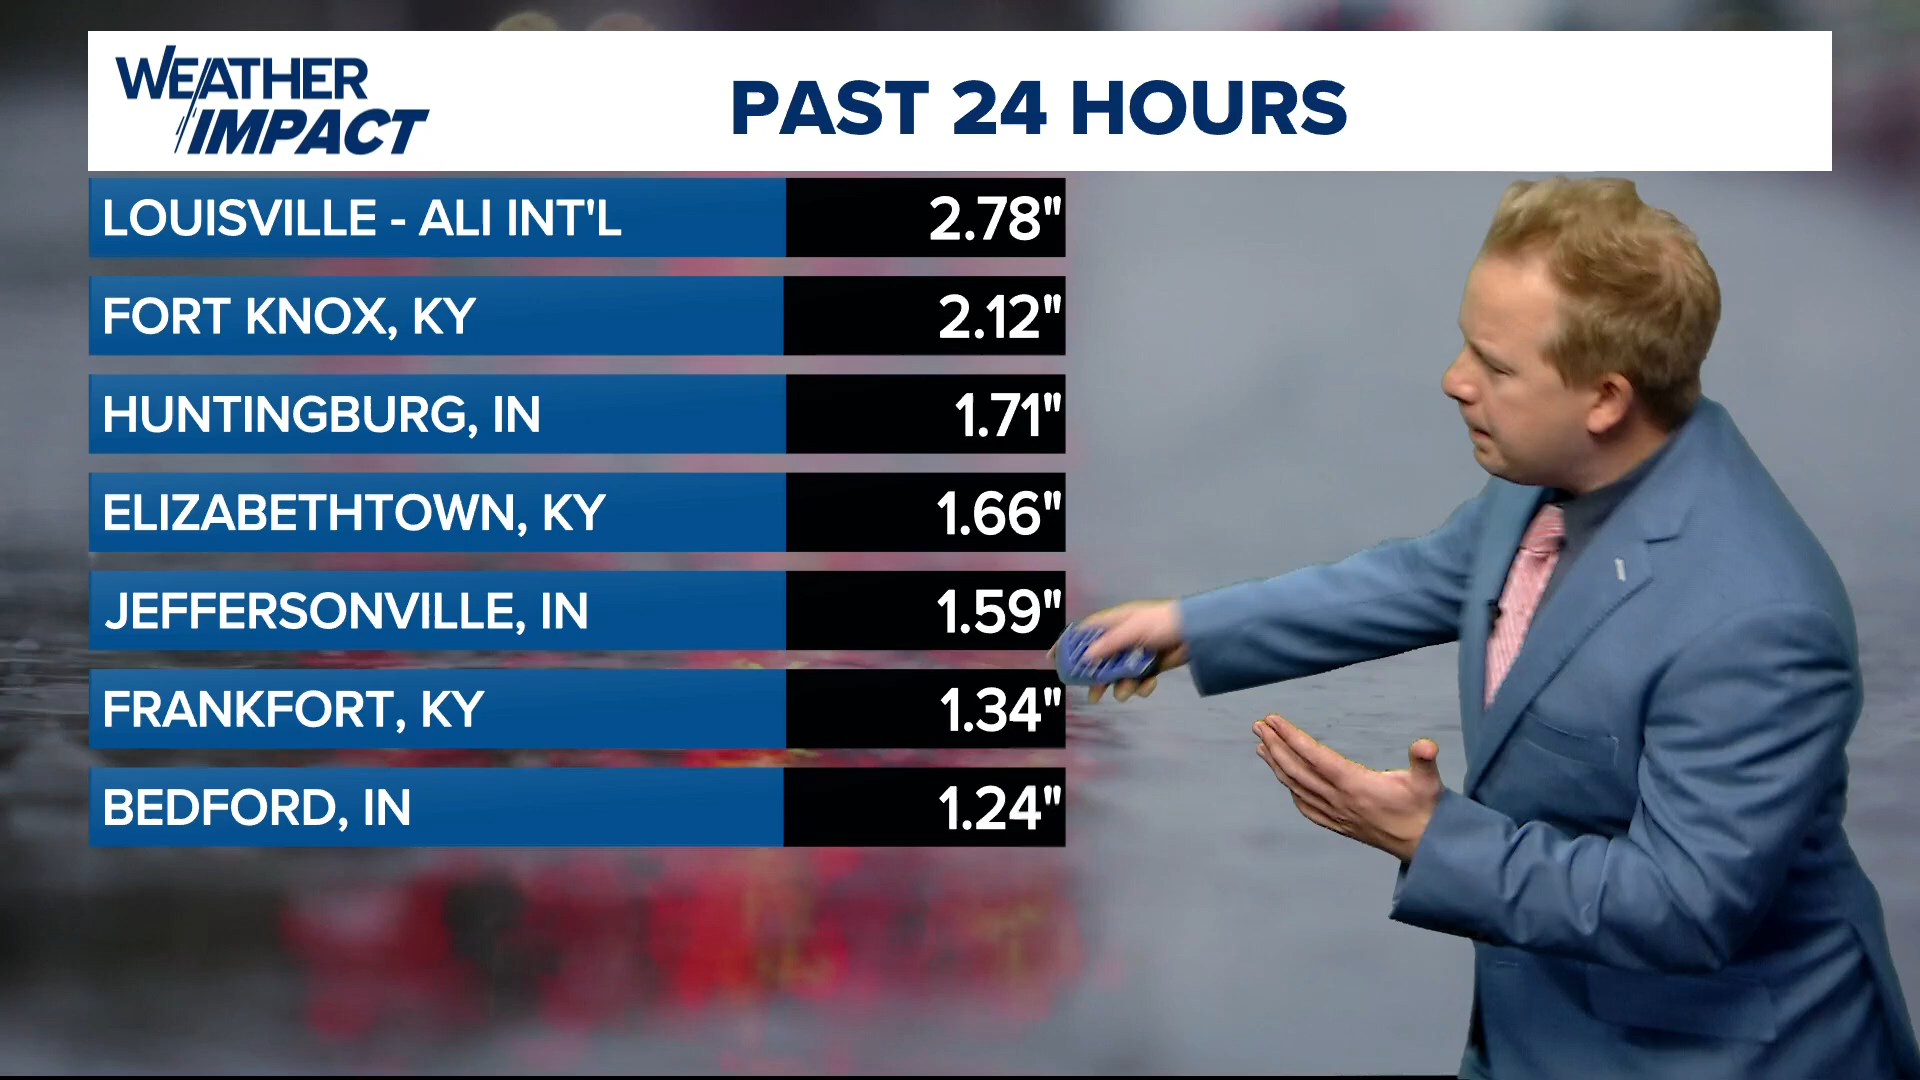 WEATHER
IMPACT
PAST 24 HOURS
LOUISVILLE - ALI INT'L 2.78"
FORT KNOX, KY 2.12"
HUNTINGBURG, IN 1.71"
ELIZABETHTOWN, KY 1.66"
JEFFERSONVILLE, IN 1.59"
FRANKFORT, KY 1.34"
BEDFORD, IN 1.24"